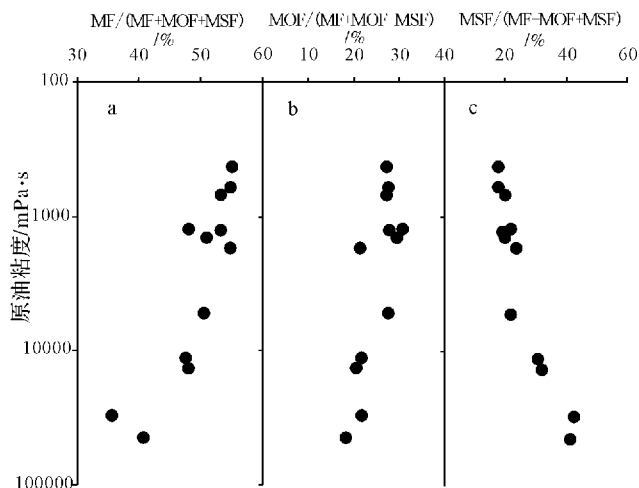 MF/(MF+MOF+MSF) MOF/(MF+MOF MSF) MSF/(MF-MOF+MSF)
/% /% /%
30 40 50 60 10 20 30 40 20 40 60
100
a b c
1000
原油粘度/mPa·s
10000
100000